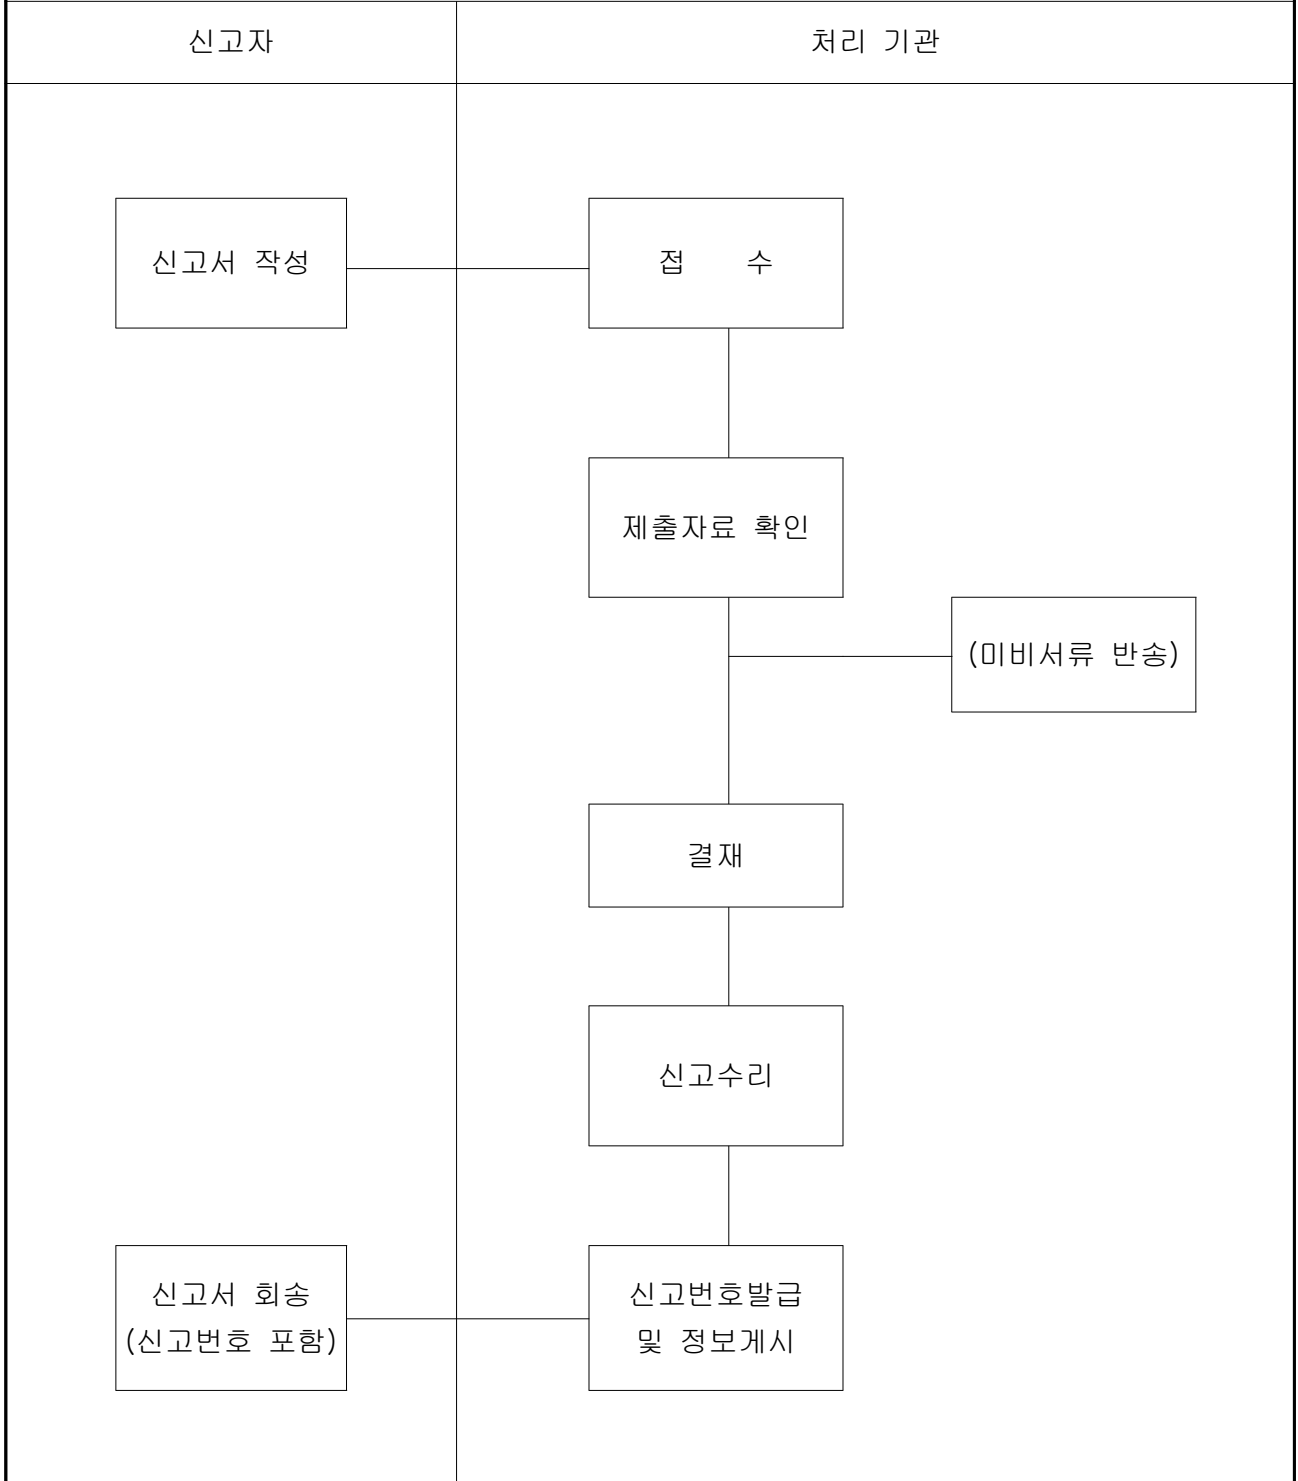 신고자
처리 기관
신고서 작성
접 수
제출자료 확인
(미비서류 반송)
결재
신고수리
신고서 회송
(신고번호 포함)
신고번호발급
및 정보게시